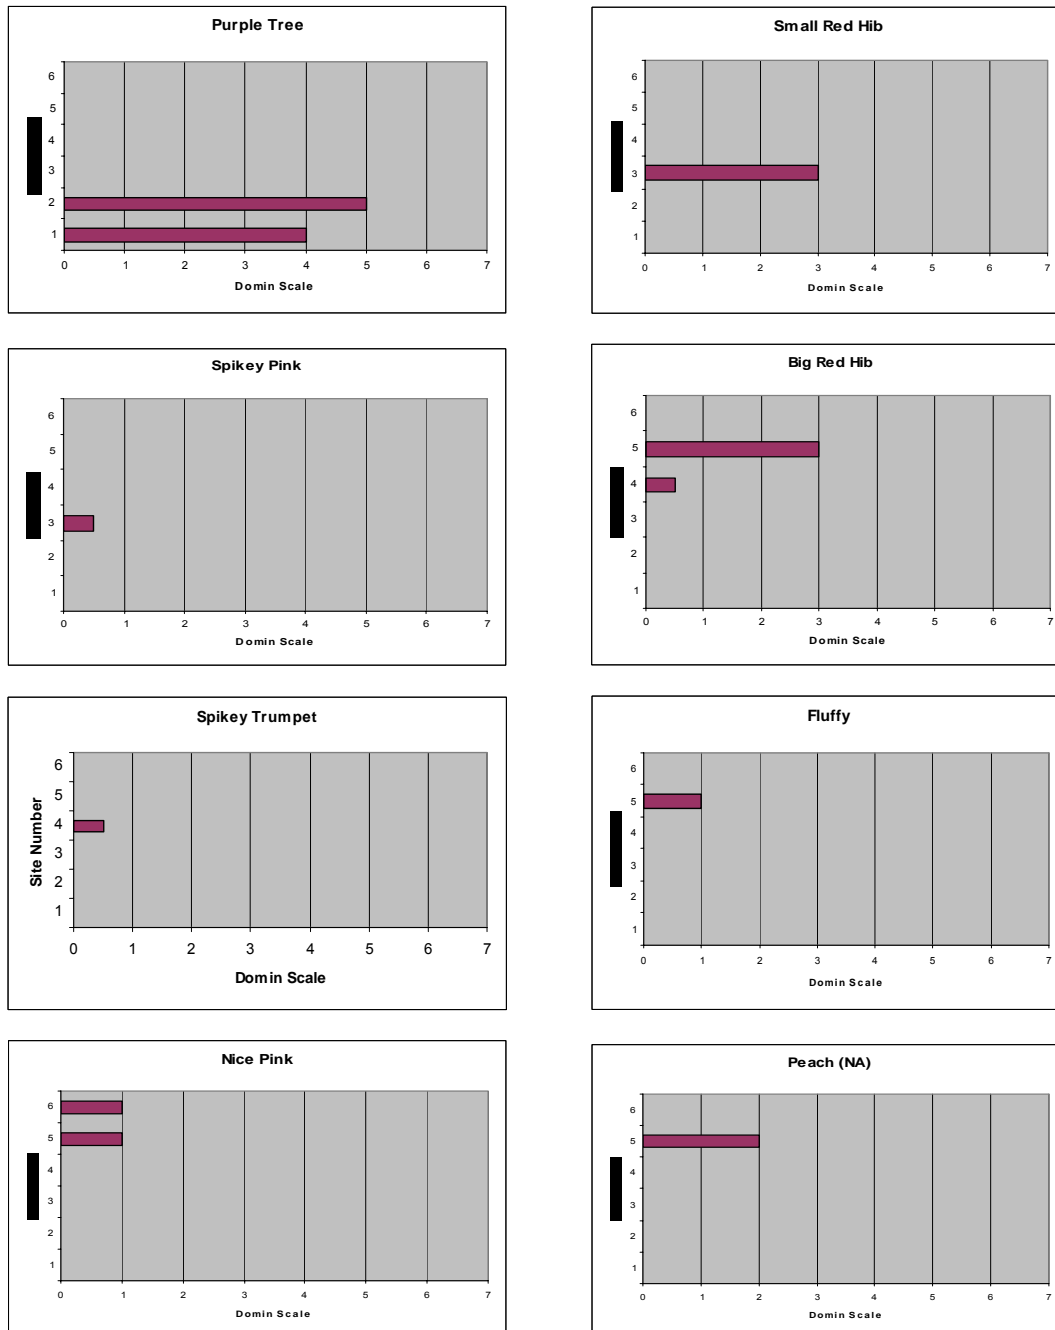 Purple Tree
6
5
4
3
2
1
0 1 2 3 4 5 6 7
Domin Scale
Small Red Hib
6
5
4
3
2
1
0 1 2 3 4 5 6 7
Domin Scale
Spikey Pink
6
5
4
3
2
1
0 1 2 3 4 5 6 7
Domin Scale
Big Red Hib
6
5
4
3
2
1
0 1 2 3 4 5 6 7
Domin Scale
Spikey Trumpet
Site Number
6
5
4
3
2
1
0 1 2 3 4 5 6 7
Domin Scale
Fluffy
6
5
4
3
2
1
0 1 2 3 4 5 6 7
Domin Scale
Nice Pink
6
5
4
3
2
1
0 1 2 3 4 5 6 7
Domin Scale
Peach (NA)
6
5
4
3
2
1
0 1 2 3 4 5 6 7
Domin Scale